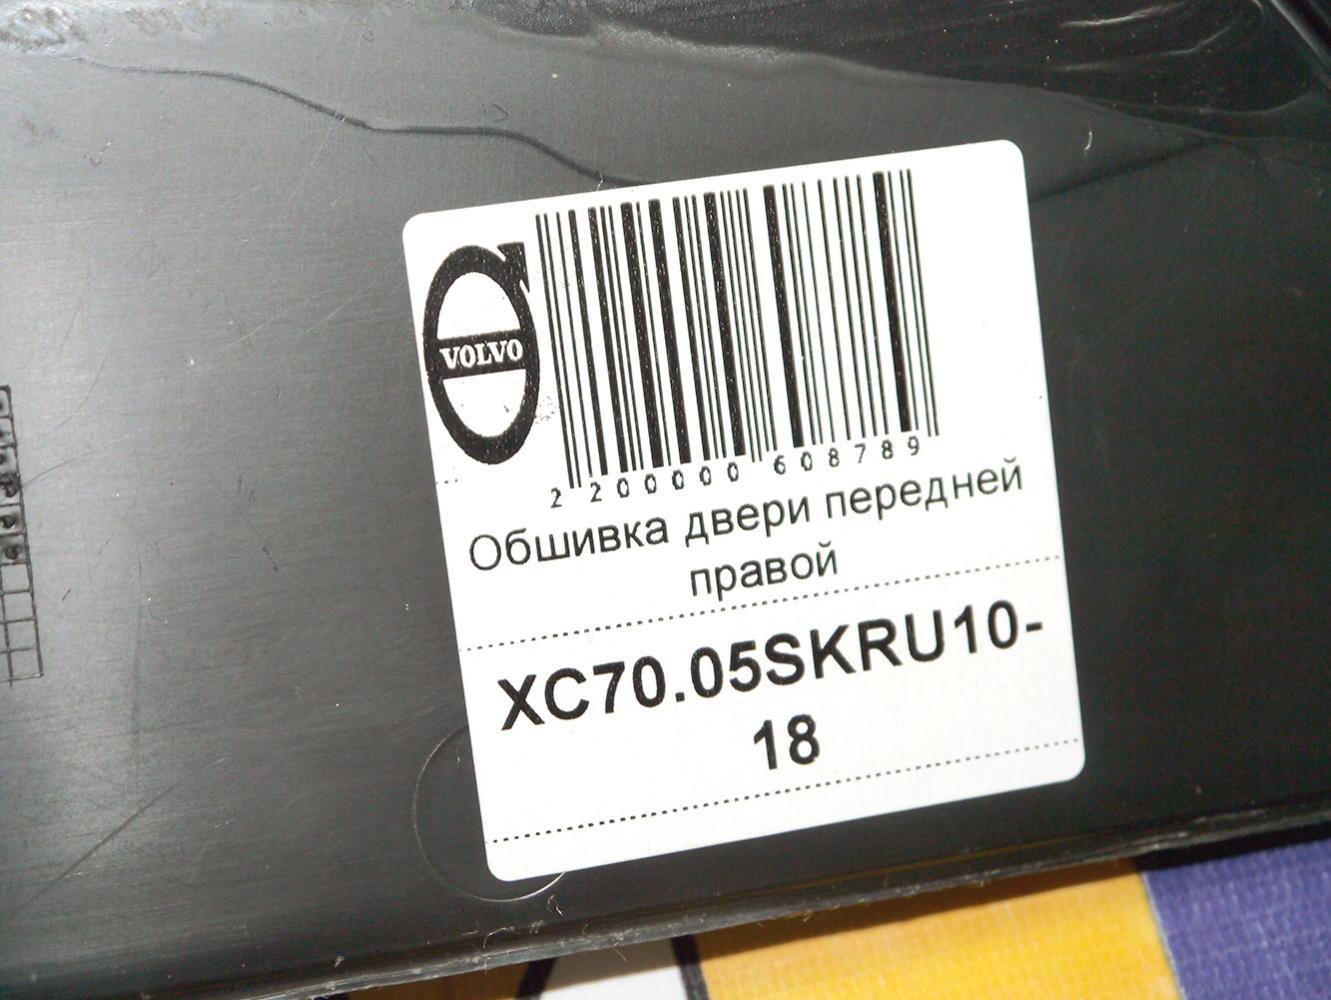 VOLVO
2 200000 608789
Обшивка двери передней
правой
XC70.05SKRU10-
18